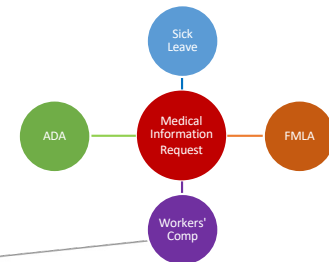 Sick
Leave
ADA
Medical
Information
Request
FMLA
Workers'
Comp